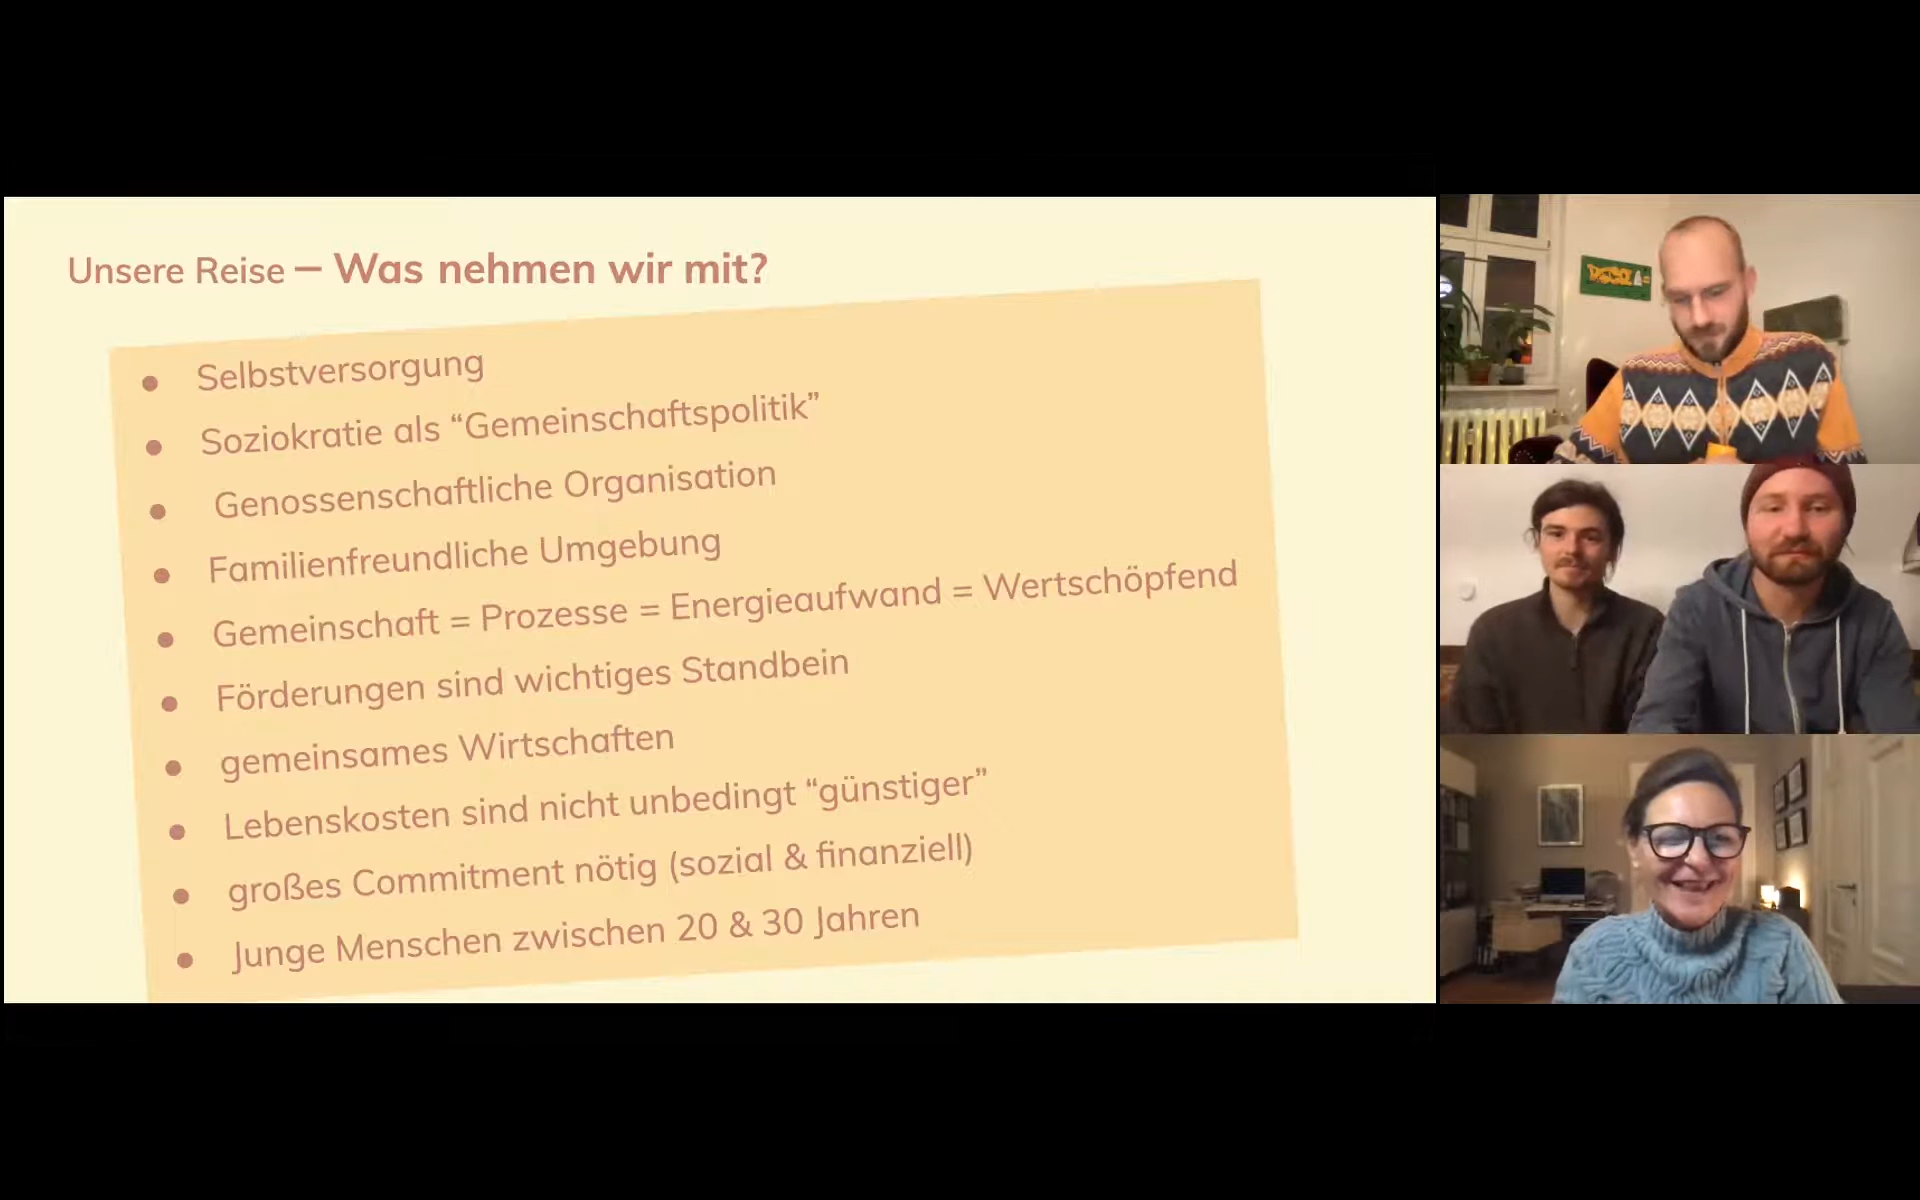 Unsere Reise – Was nehmen wir mit?
● Selbstversorgung
● Soziokratie als “Gemeinschaftspolitik”
● Genossenschaftliche Organisation
● Familienfreundliche Umgebung
● Gemeinschaft = Prozesse = Energieaufwand = Wertschöpfend
● Förderungen sind wichtiges Standbein
● gemeinsames Wirtschaften
● Lebenskosten sind nicht unbedingt “günstiger”
● großes Commitment nötig (sozial & finanziell)
● Junge Menschen zwischen 20 & 30 Jahren